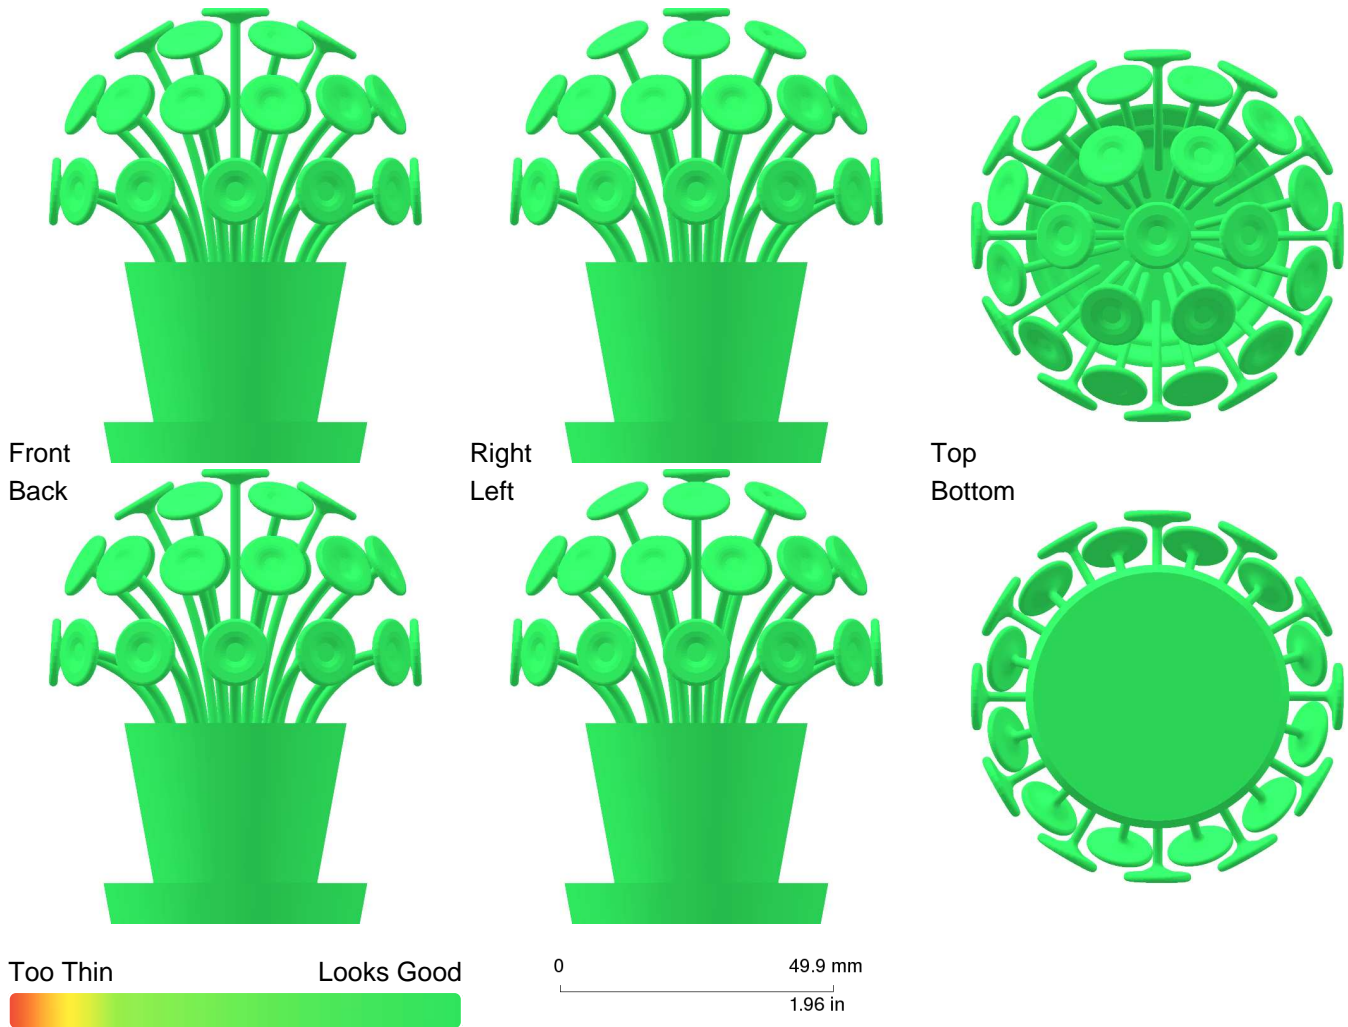 Front
Back
Right
Left
Top
Bottom
Too Thin
Looks Good
0
49.9 mm
1.96 in